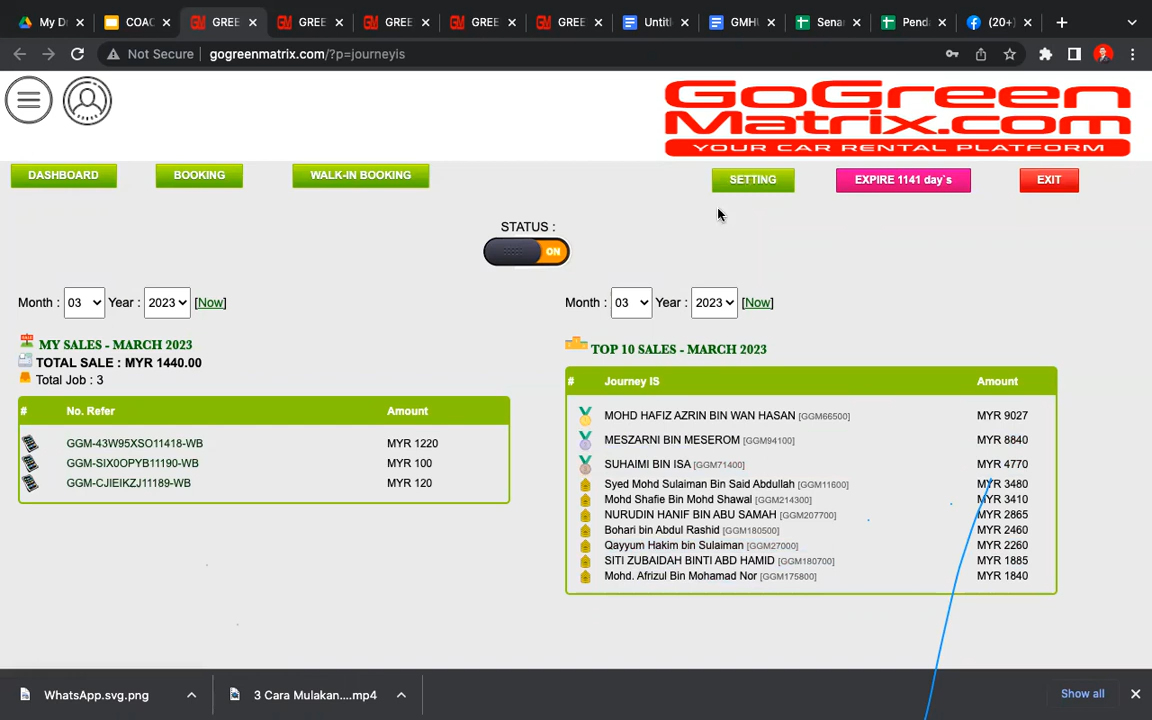 My D
COAC
GREE
GREE
GREE
GREE
GREE
Untitl
GMHU
Senar
Penda
(20+)
Not Secure
gogreenmatrix.com/?p=journeyis
GoGreen
Matrix.com
YOUR CAR RENTAL PLATFORM
DASHBOARD
BOOKING
WALK-IN BOOKING
SETTING
EXPIRE 1141 day`s
EXIT
STATUS :
ON
Month : 03 Year : 2023 [Now]
MY SALES - MARCH 2023
TOTAL SALE : MYR 1440.00
Total Job : 3
# No. Refer Amount
GGM-43W95XSO11418-WB MYR 1220
GGM-SIX0OPYB11190-WB MYR 100
GGM-CJIEIKZJ11189-WB MYR 120
Month : 03 Year : 2023 [Now]
TOP 10 SALES - MARCH 2023
# Journey IS Amount
MOHD HAFIZ AZRIN BIN WAN HASAN [GGM66500] MYR 9027
MESZARNI BIN MESEROM [GGM94100] MYR 8840
SUHAIMI BIN ISA [GGM71400] MYR 4770
Syed Mohd Sulaiman Bin Said Abdullah [GGM11600] MYR 3480
Mohd Shafie Bin Mohd Shawal [GGM214300] MYR 3410
NURUDIN HANIF BIN ABU SAMAH [GGM207700] MYR 2865
Bohari bin Abdul Rashid [GGM180500] MYR 2460
Qayyum Hakim bin Sulaiman [GGM27000] MYR 2260
SITI ZUBAIDAH BINTI ABD HAMID [GGM180700] MYR 1885
Mohd. Afrizul Bin Mohamad Nor [GGM175800] MYR 1840
WhatsApp.svg.png
3 Cara Mulakan....mp4
Show all